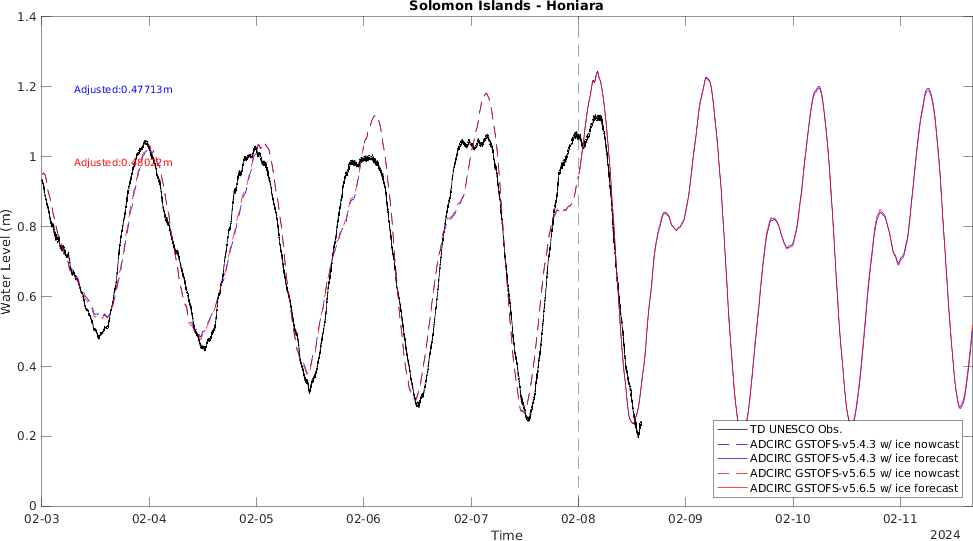 Solomon Islands - Honiara
1.4
1.2
1
0.8
0.6
0.4
0.2
0
Water Level (m)
Adjusted:0.47713m
Adjusted:0.48022m
TD UNESCO Obs.
ADCIRC GSTOFS-v5.4.3 w/ ice nowcast
ADCIRC GSTOFS-v5.4.3 w/ ice forecast
ADCIRC GSTOFS-v5.6.5 w/ ice nowcast
ADCIRC GSTOFS-v5.6.5 w/ ice forecast
02-03 02-04 02-05 02-06 02-07 02-08 02-09 02-10 02-11
Time
2024